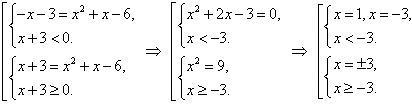 [ { -x-3 = x²+x-6, x+3<0. { x+3 = x²+x-6, x+3≥0. ⇒ [ { x²+2x-3=0, x<-3. { x²=9, x≥-3. ⇒ [ { x=1, x=-3, x<-3. { x=±3, x≥-3.